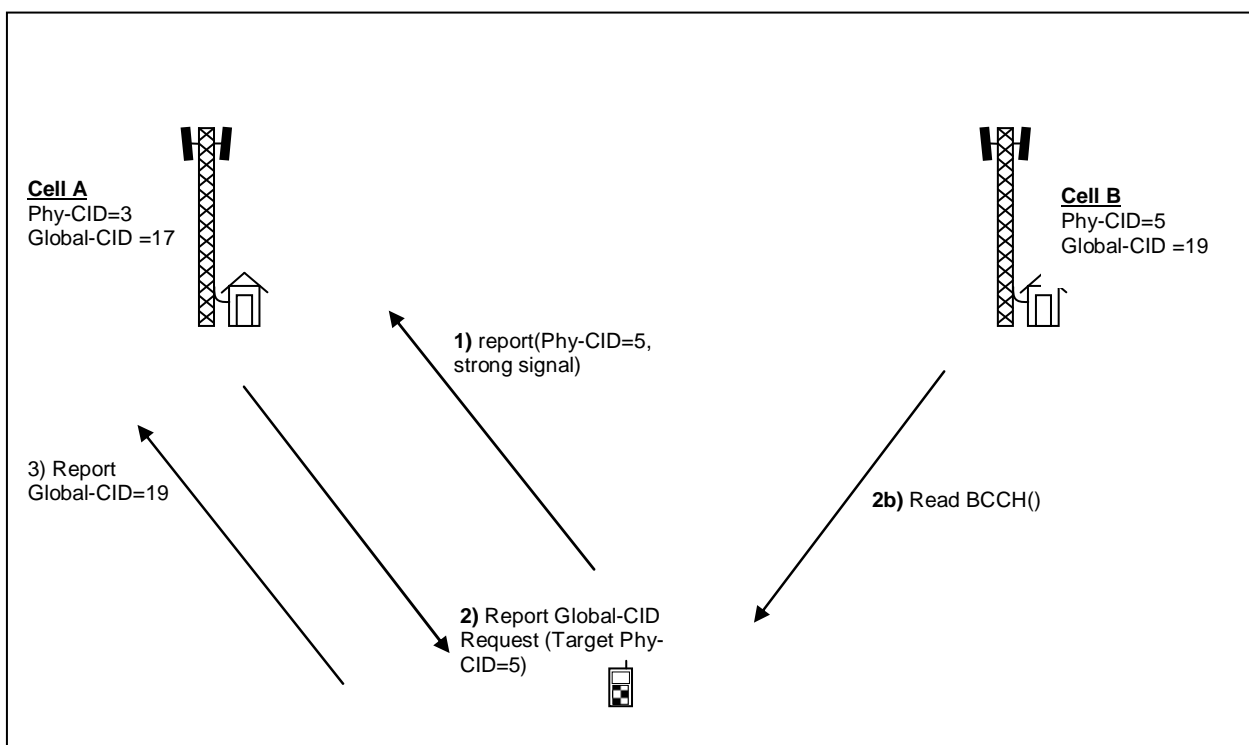 Cell A
Phy-CID=3
Global-CID =17
Cell B
Phy-CID=5
Global-CID =19
1) report(Phy-CID=5,
strong signal)
3) Report
Global-CID=19
2b) Read BCCH()
2) Report Global-CID
Request (Target Phy-
CID=5)